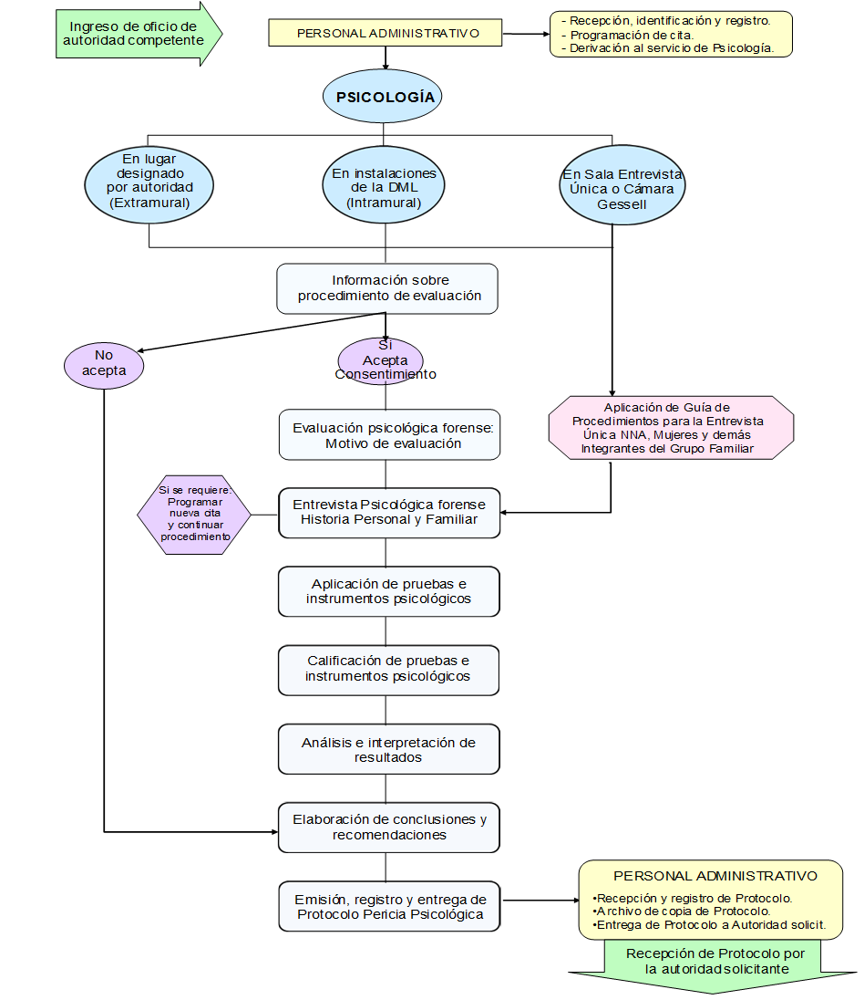 Ingreso de oficio de
autoridad competente
PERSONAL ADMINISTRATIVO
- Recepción, identificación y registro.
- Programación de cita.
- Derivación al servicio de Psicología.
PSICOLOGÍA
En lugar
designado
por autoridad
(Extramural)
En instalaciones
de la DML
(Intramural)
En Sala Entrevista
Única o Cámara
Gessell
Información sobre
procedimiento de evaluación
No
acepta
Si
Acepta
Consentimiento
Evaluación psicológica forense:
Motivo de evaluación
Aplicación de Guía de
Procedimientos para la Entrevista
Única NNA, Mujeres y demás
Integrantes del Grupo Familiar
Si se requiere:
Programar
nueva cita
y continuar
procedimiento
Entrevista Psicológica forense
Historia Personal y Familiar
Aplicación de pruebas e
instrumentos psicológicos
Calificación de pruebas e
instrumentos psicológicos
Análisis e interpretación de
resultados
Elaboración de conclusiones y
recomendaciones
Emisión, registro y entrega de
Protocolo Pericia Psicológica
PERSONAL ADMINISTRATIVO
•Recepción y registro de Protocolo.
•Archivo de copia de Protocolo.
•Entrega de Protocolo a Autoridad solicit.
Recepción de Protocolo por
la autoridad solicitante